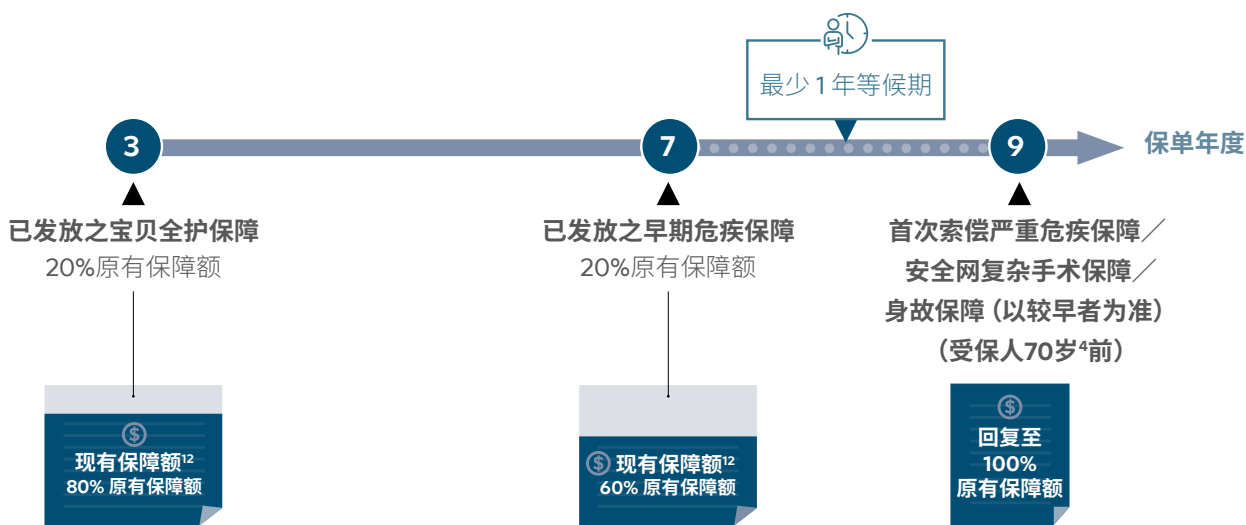 最少 1 年等候期
3
7
9
保单年度
已发放之宝贝全护保障
20%原有保障额
已发放之早期危疾保障
20%原有保障额
首次索偿严重危疾保障／
安全网复杂手术保障／
身故保障（以较早者为准）
（受保人70岁⁴前）
$
现有保障额¹²
80% 原有保障额
$ 现有保障额¹²
60% 原有保障额
$
回复至
100%
原有保障额